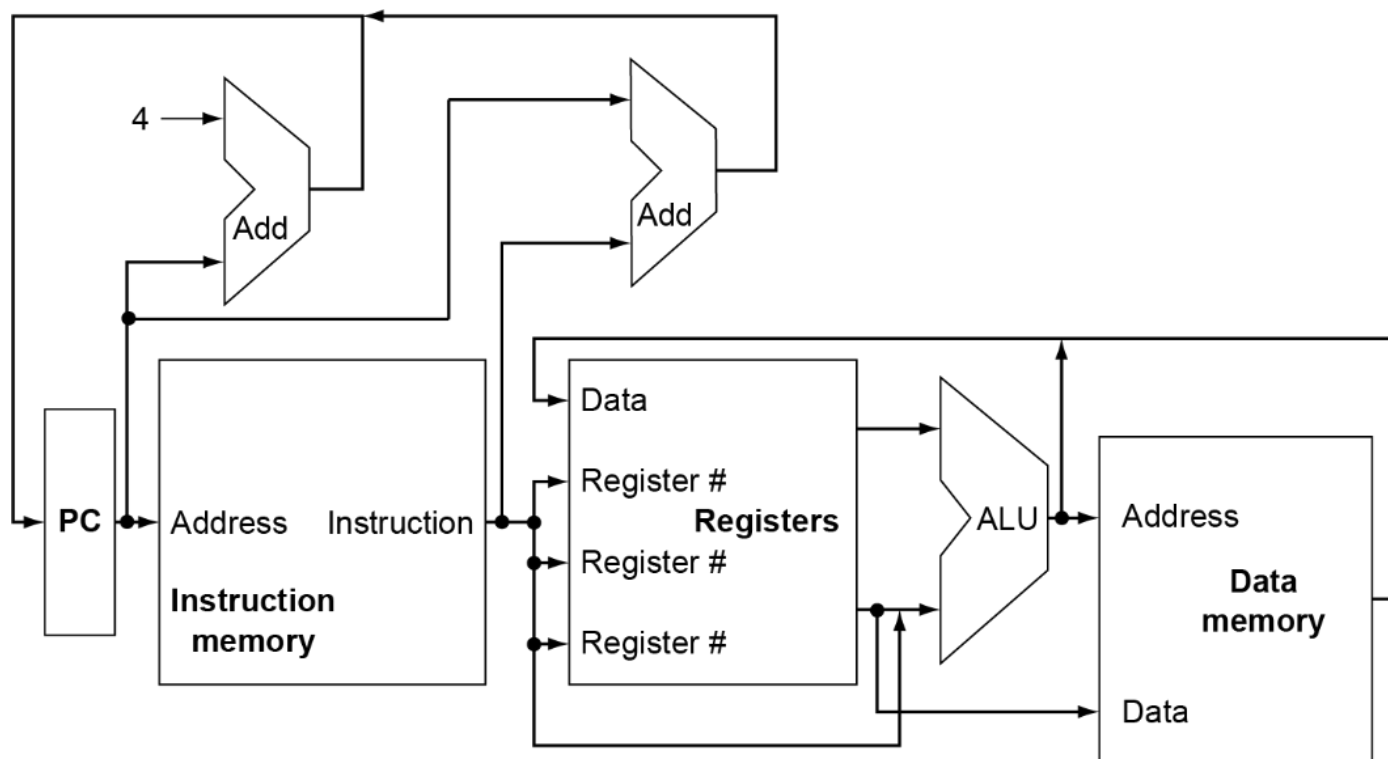 4
Add
Add
Data
Register #
PC
Address
Instruction
Registers
ALU
Address
Register #
Instruction
memory
Data
memory
Register #
Data